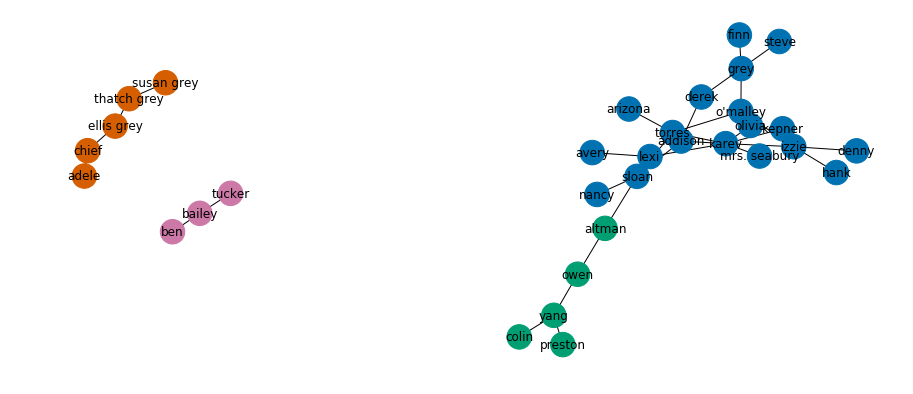 finn
steve
grey
susan grey
thatch grey
derek
arizona
o'malley
ellis grey
olivia
kepner
torres
addison
karev
izzie
chief
avery
lexi
mrs. seabury
denny
adele
sloan
hank
tucker
nancy
bailey
ben
altman
owen
yang
colin
preston